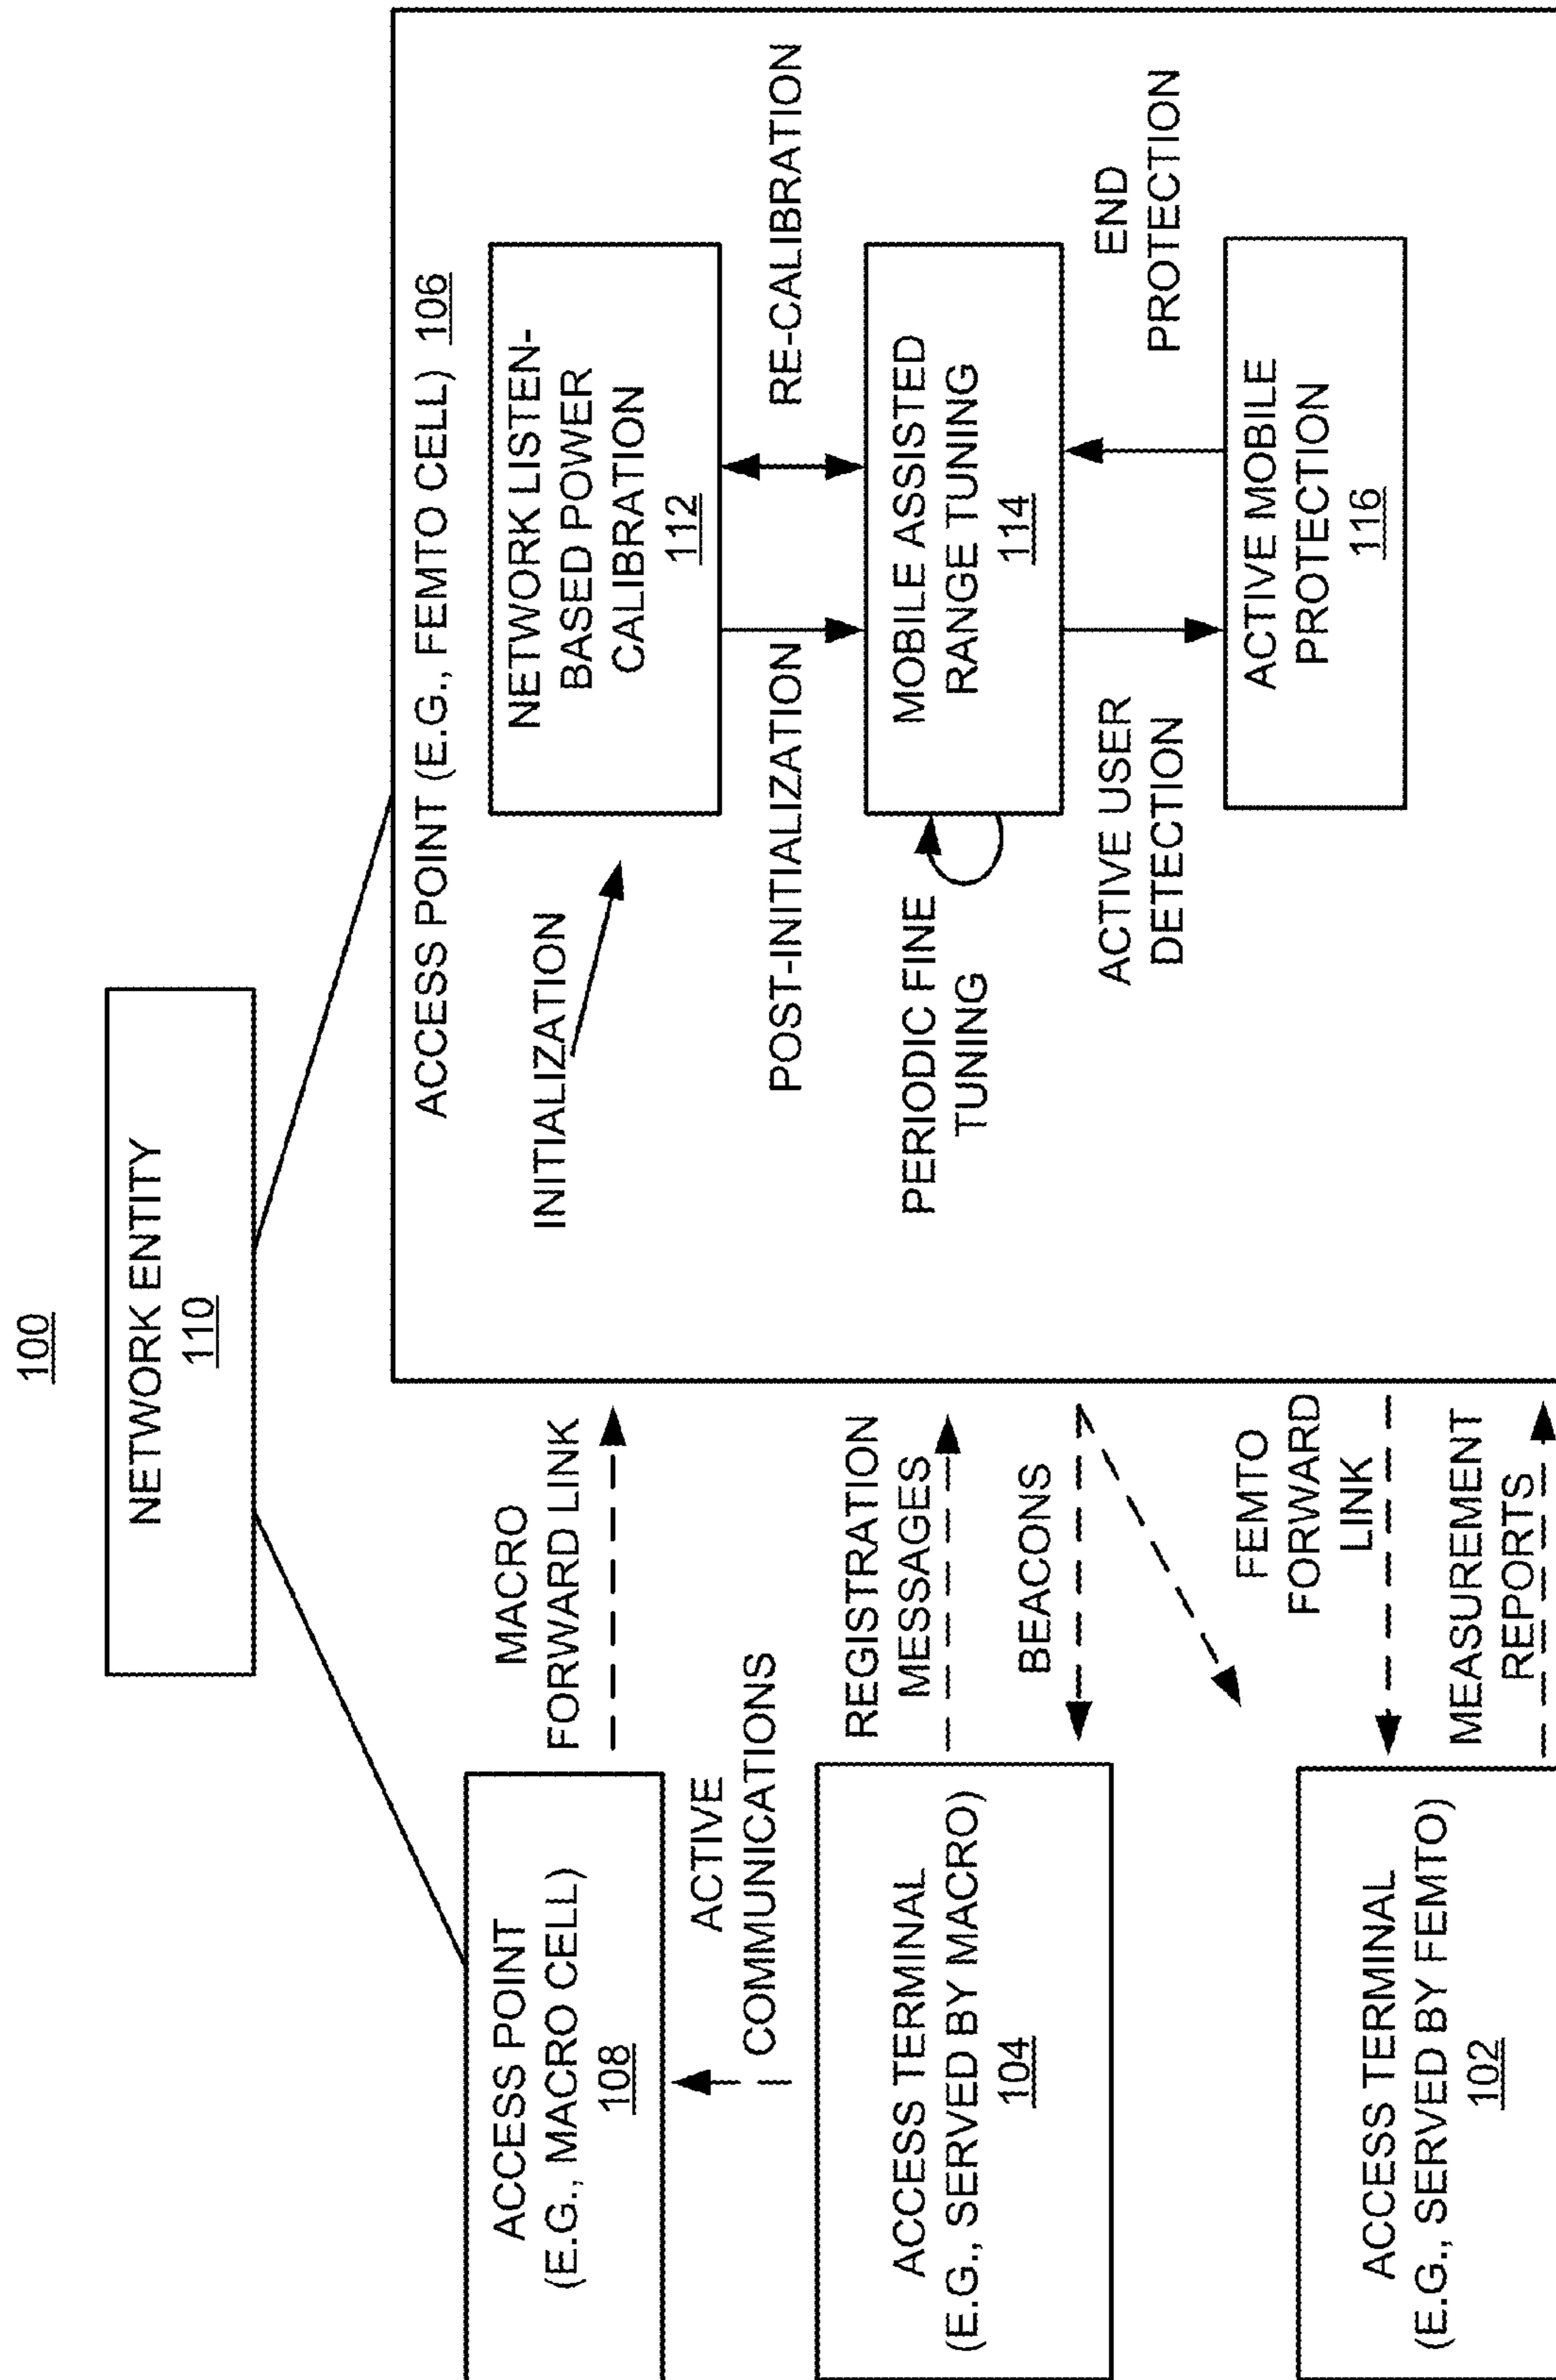 100
NETWORK ENTITY
110
ACCESS POINT
(E.G., MACRO CELL)
108
MACRO
FORWARD LINK
ACTIVE
COMMUNICATIONS
ACCESS TERMINAL
(E.G., SERVED BY MACRO)
104
REGISTRATION
MESSAGES
BEACONS
ACCESS TERMINAL
(E.G., SERVED BY FEMTO)
102
FEMTO
FORWARD
LINK
MEASUREMENT
REPORTS
ACCESS POINT (E.G., FEMTO CELL) 106
INITIALIZATION
NETWORK LISTEN-
BASED POWER
CALIBRATION
112
POST-INITIALIZATION
RE-CALIBRATION
PERIODIC FINE
TUNING
MOBILE ASSISTED
RANGE TUNING
114
ACTIVE USER
DETECTION
END
PROTECTION
ACTIVE MOBILE
PROTECTION
116